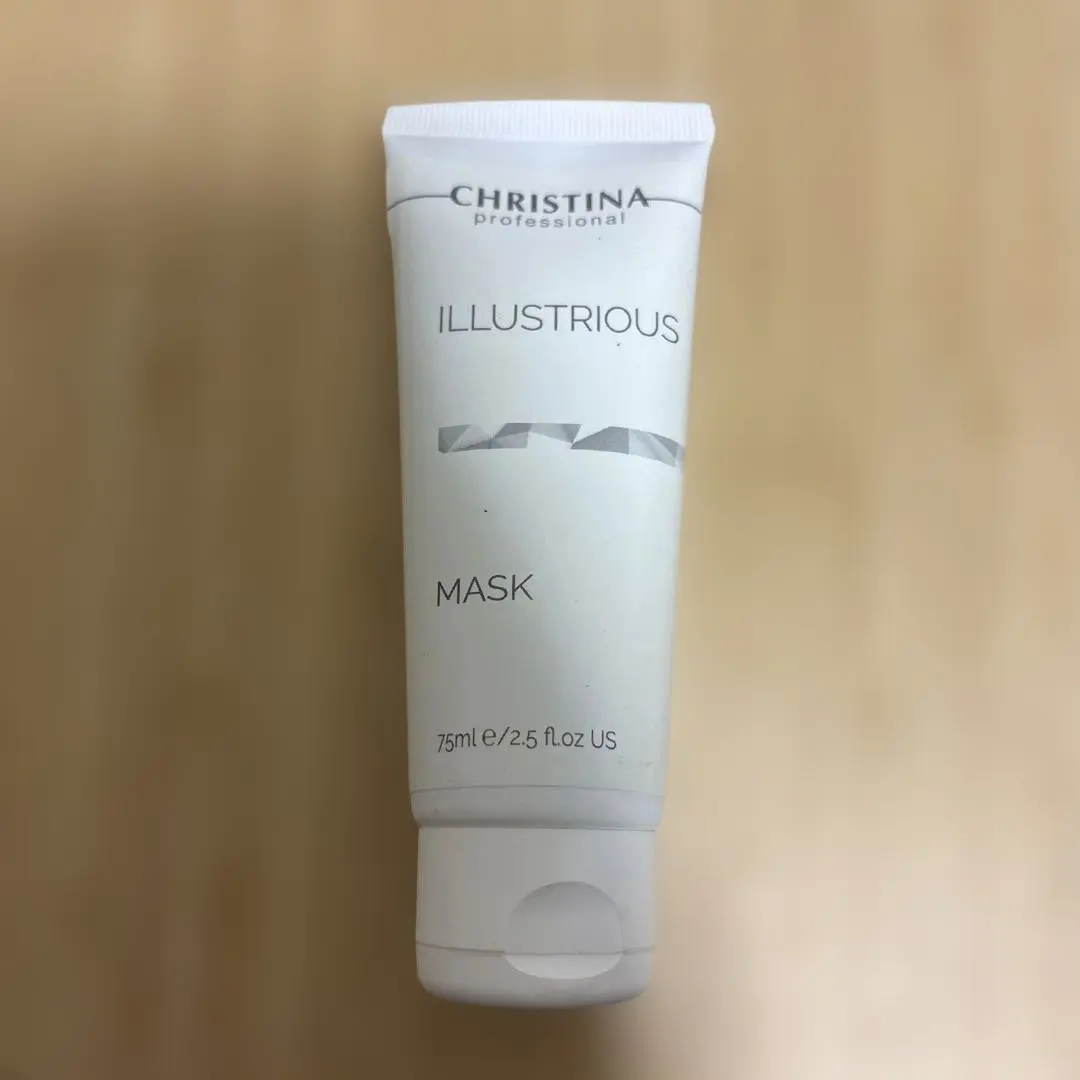 CHRISTINA
professional
ILLUSTRIOUS
MASK
75ml e/2.5 fl.oz US